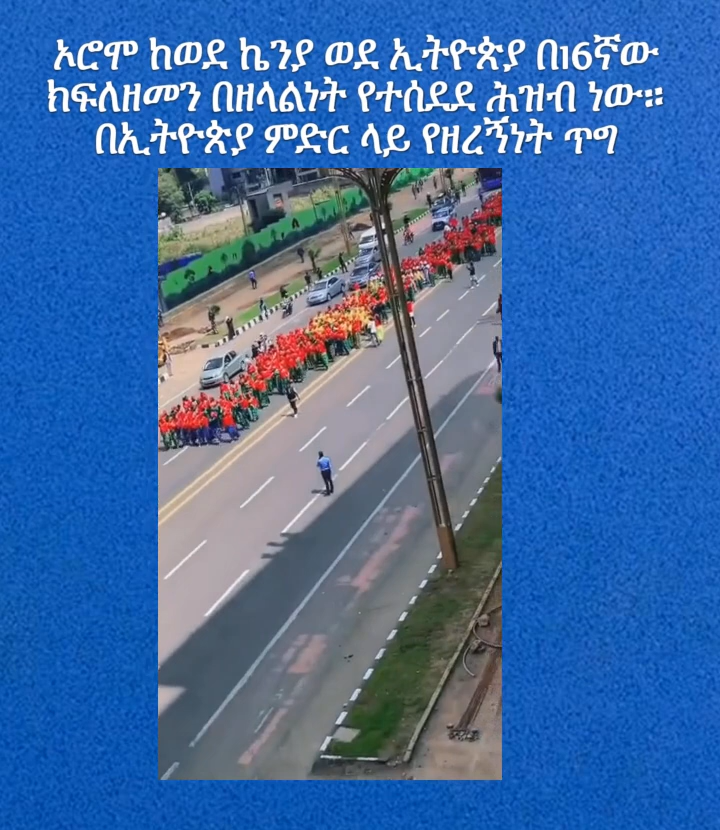 ኦሮሞ ከወደ ኬንያ ወደ ኢትዮጵያ በ16ኛው
ክፍለዘመን በዘላልነት የተሰደደ ሕዝብ ነው።
በኢትዮጵያ ምድር ላይ የዘረኝነት ጥግ